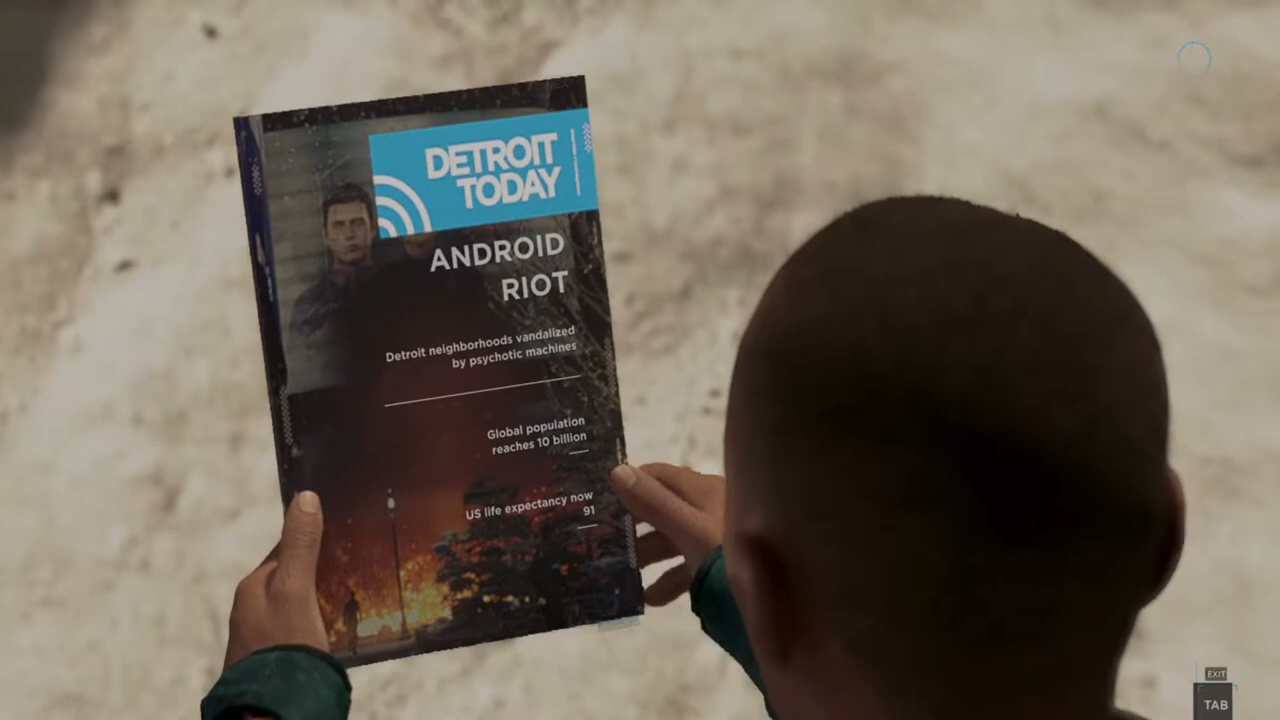 DETROIT
TODAY
ANDROID
RIOT
Detroit neighborhoods vandalized
by psychotic machines
Global population
reaches 10 billion
US life expectancy now
91
EXIT
TAB